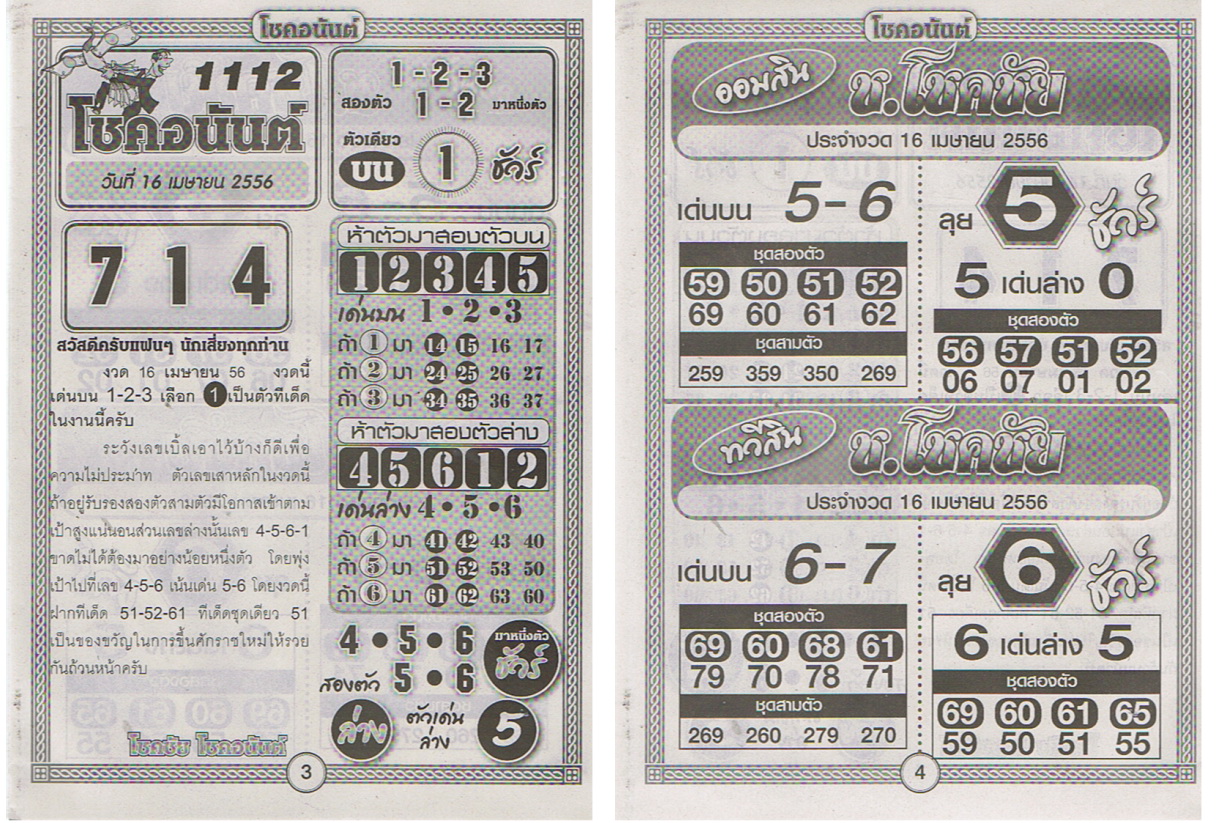 โชคอนันต์
1112
โชคอนันต์
วันที่ 16 เมษายน 2556
1 - 2 - 3
สองตัว 1 - 2 มาหนึ่งตัว
ตัวเดียว
บน 1 ชัวร์
7 1 4
สวัสดีครับแฟนๆ นักเสี่ยงทุกท่าน
งวด 16 เมษายน 56 งวดนี้
เด่นบน 1-2-3 เลือก 1 เป็นตัวทีเด็ด
ในงานนี้ครับ
ระวังเลขเบิ้ลเอาไว้บ้างก็ดีเพื่อ
ความไม่ประมาท ตัวเลขเสาหลักในงวดนี้
ถ้าอยู่รับรองสองตัวสามตัวมีโอกาสเข้าตาม
เป้าสูงแน่นอนส่วนเลขล่างนั้นเลข 4-5-6-1
ขาดไม่ได้ต้องมาอย่างน้อยหนึ่งตัว โดยพุ่ง
เป้าไปที่เลข 4-5-6 เน้นเด่น 5-6 โดยงวดนี้
ฝากทีเด็ด 51-52-61 ทีเด็ดชุดเดียว 51
เป็นของขวัญในการขึ้นศักราชใหม่ให้รวย
กันถ้วนหน้าครับ
โชคชัย โชคอนันต์
ห้าตัวมาสองตัวบน
1 2 3 4 5
เด่นบน 1 • 2 • 3
ถ้า 1 มา 14 15 16 17
ถ้า 2 มา 24 25 26 27
ถ้า 3 มา 34 35 36 37
ห้าตัวมาสองตัวล่าง
4 5 6 1 2
เด่นล่าง 4 • 5 • 6
ถ้า 4 มา 41 42 43 40
ถ้า 5 มา 51 52 53 50
ถ้า 6 มา 61 62 63 60
4 • 5 • 6 มาหนึ่งตัว
สองตัว 5 • 6 ชัวร์
ล่าง ตัวเด่น
ล่าง 5
3
โชคอนันต์
ออมสิน ช.โชคชัย
ประจำงวด 16 เมษายน 2556
เด่นบน 5-6
ชุดสองตัว
59 50 51 52
69 60 61 62
ชุดสามตัว
259 359 350 269
ลุย 5 ชัวร์
5 เด่นล่าง 0
ชุดสองตัว
56 57 51 52
06 07 01 02
ทวีสิน ช.โชคชัย
ประจำงวด 16 เมษายน 2556
เด่นบน 6-7
ชุดสองตัว
69 60 68 61
79 70 78 71
ชุดสามตัว
269 260 279 270
ลุย 6 ชัวร์
6 เด่นล่าง 5
ชุดสองตัว
69 60 61 65
59 50 51 55
4